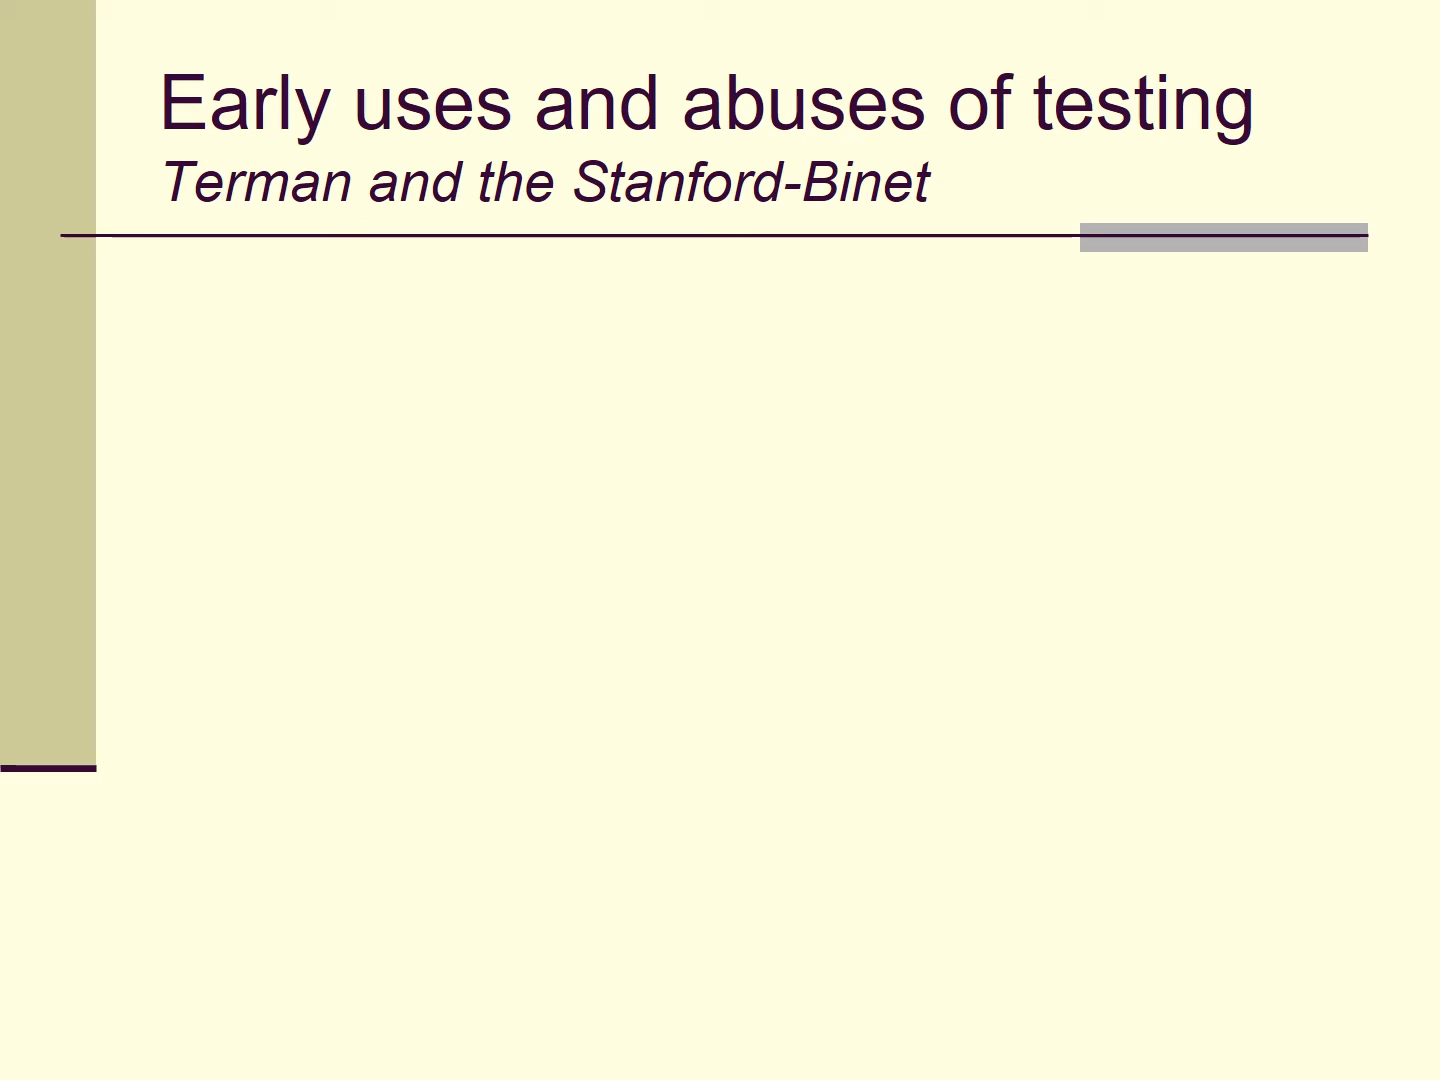 Early uses and abuses of testing
Terman and the Stanford-Binet